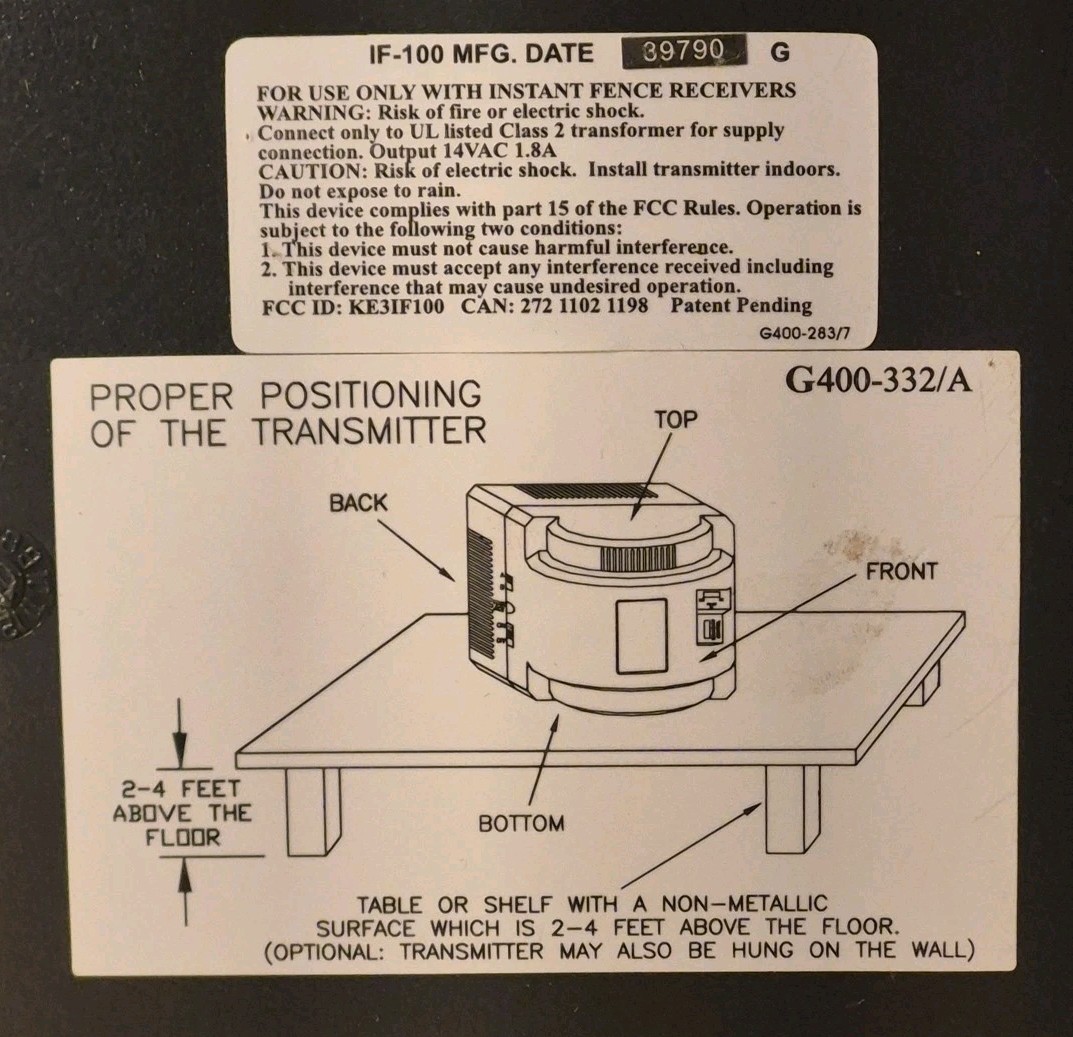 IF-100 MFG. DATE 39790 G
FOR USE ONLY WITH INSTANT FENCE RECEIVERS
WARNING: Risk of fire or electric shock.
Connect only to UL listed Class 2 transformer for supply
connection. Output 14VAC 1.8A
CAUTION: Risk of electric shock. Install transmitter indoors.
Do not expose to rain.
This device complies with part 15 of the FCC Rules. Operation is
subject to the following two conditions:
1. This device must not cause harmful interference.
2. This device must accept any interference received including
interference that may cause undesired operation.
FCC ID: KE3IF100 CAN: 272 1102 1198 Patent Pending
G400-283/7
PROPER POSITIONING
OF THE TRANSMITTER
G400-332/A
TOP
BACK
FRONT
2-4 FEET
ABOVE THE
FLOOR
BOTTOM
TABLE OR SHELF WITH A NON-METALLIC
SURFACE WHICH IS 2-4 FEET ABOVE THE FLOOR.
(OPTIONAL: TRANSMITTER MAY ALSO BE HUNG ON THE WALL)